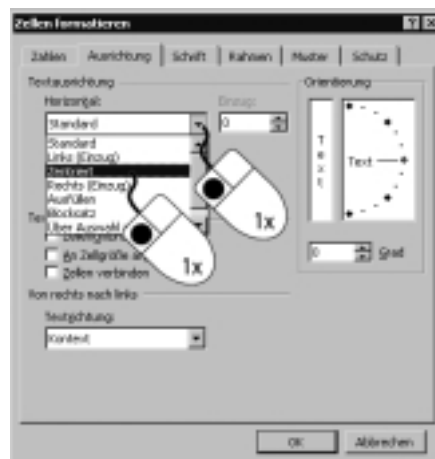 Zellen formatieren
Zahlen Ausrichtung Schrift Rahmen Muster Schutz
Textausrichtung
Horizontal: Einzug:
Standard 0
Standard
Links (Einzug)
Zentriert
Rechts (Einzug)
Ausfüllen
Blocksatz
Über Auswahl
Te
An Zellgröße an
Zellen verbinden
Von rechts nach links
Textrichtung:
Kontext
Orientierung
Text
Text
0 Grad
1x
1x
OK Abbrechen